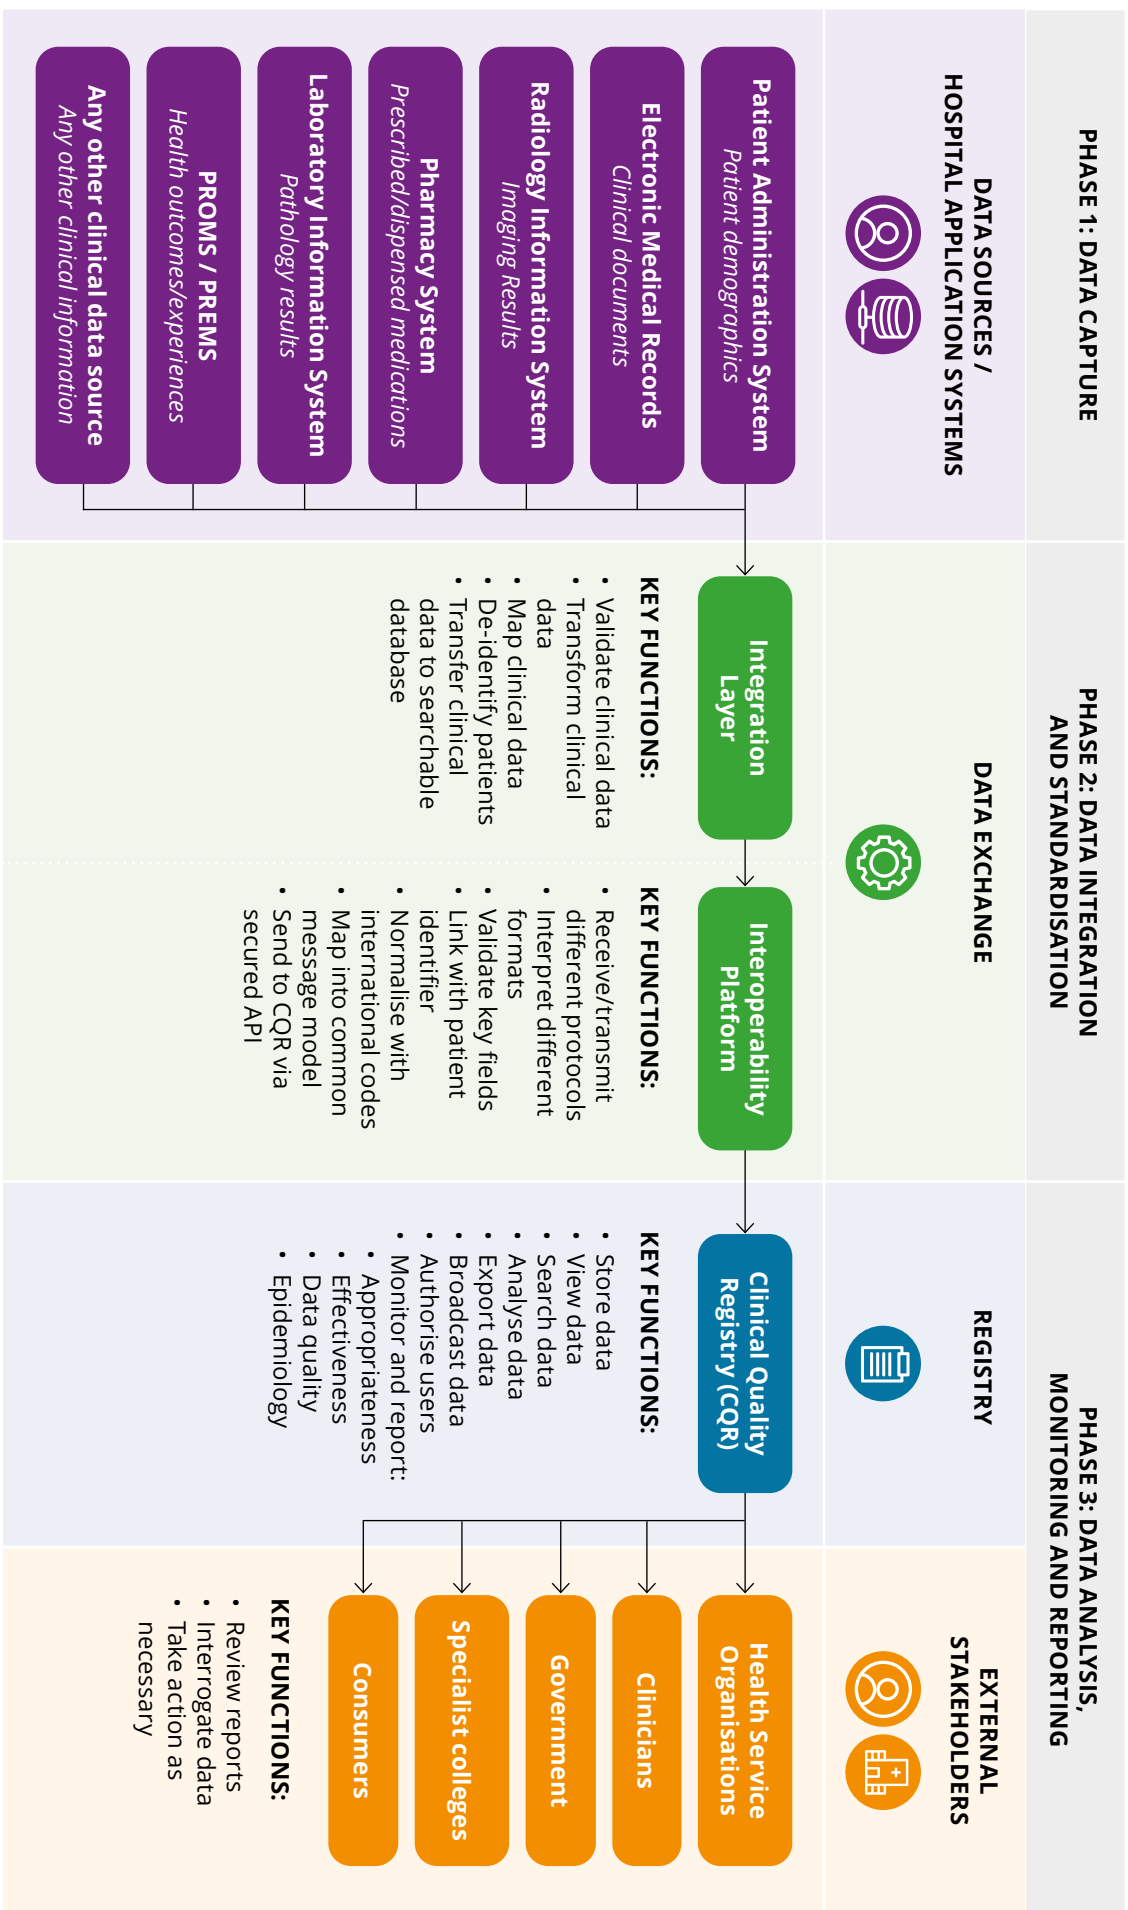 PHASE 1: DATA CAPTURE
PHASE 2: DATA INTEGRATION
AND STANDARDISATION
PHASE 3: DATA ANALYSIS,
MONITORING AND REPORTING
DATA SOURCES /
HOSPITAL APPLICATION SYSTEMS
DATA EXCHANGE
REGISTRY
EXTERNAL
STAKEHOLDERS
Patient Administration System
Patient demographics
Electronic Medical Records
Clinical documents
Radiology Information System
Imaging Results
Pharmacy System
Prescribed/dispensed medications
Laboratory Information System
Pathology results
PROMS / PREMS
Health outcomes/experiences
Any other clinical data source
Any other clinical information
Integration
Layer
KEY FUNCTIONS:
• Validate clinical data
• Transform clinical
data
• Map clinical data
• De-identify patients
• Transfer clinical
data to searchable
database
Interoperability
Platform
KEY FUNCTIONS:
• Receive/transmit
different protocols
• Interpret different
formats
• Validate key fields
• Link with patient
identifier
• Normalise with
international codes
• Map into common
message model
• Send to CQR via
secured API
Clinical Quality
Registry (CQR)
KEY FUNCTIONS:
• Store data
• View data
• Search data
• Analyse data
• Export data
• Broadcast data
• Authorise users
• Monitor and report:
• Appropriateness
• Effectiveness
• Data quality
• Epidemiology
Health Service
Organisations
Clinicians
Government
Specialist colleges
Consumers
KEY FUNCTIONS:
• Review reports
• Interrogate data
• Take action as
necessary